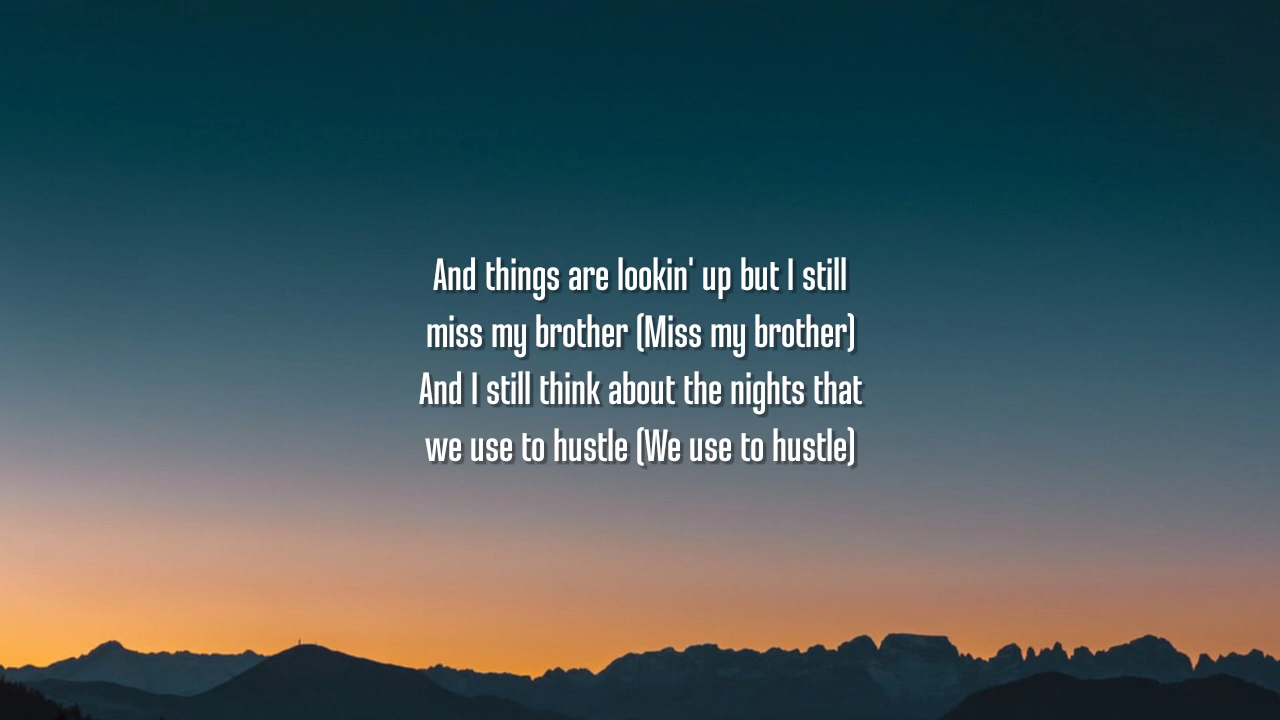 And things are lookin' up but I still
miss my brother (Miss my brother)
And I still think about the nights that
we use to hustle (We use to hustle)